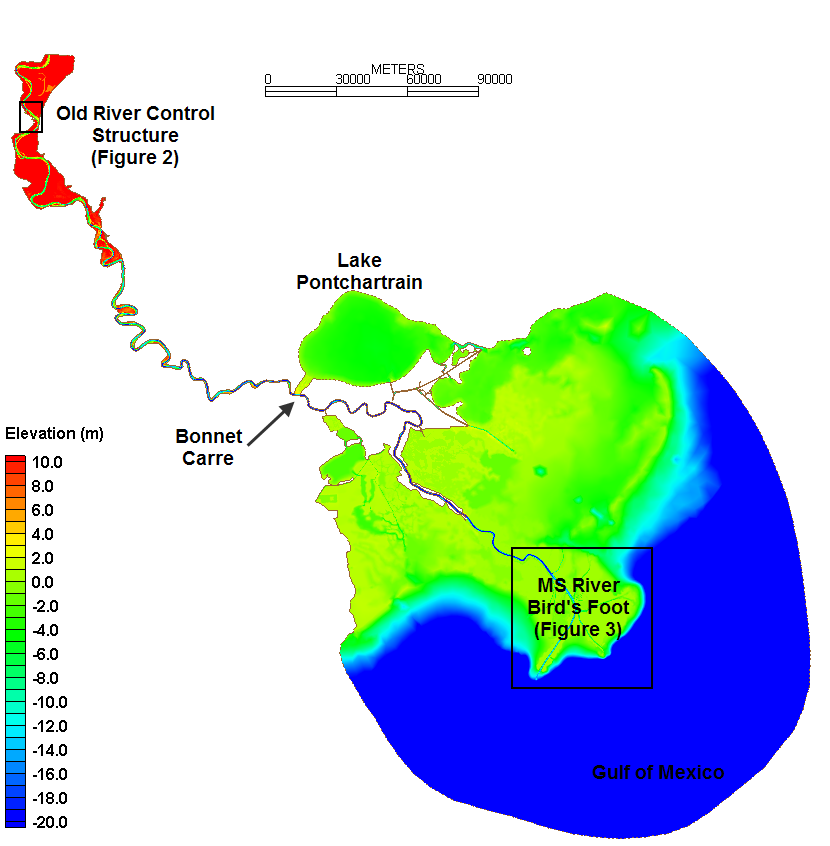 METERS
0 30000 60000 90000
Old River Control
Structure
(Figure 2)
Lake
Pontchartrain
Bonnet
Carre
Elevation (m)
10.0
8.0
6.0
4.0
2.0
0.0
-2.0
-4.0
-6.0
-8.0
-10.0
-12.0
-14.0
-16.0
-18.0
-20.0
MS River
Bird's Foot
(Figure 3)
Gulf of Mexico